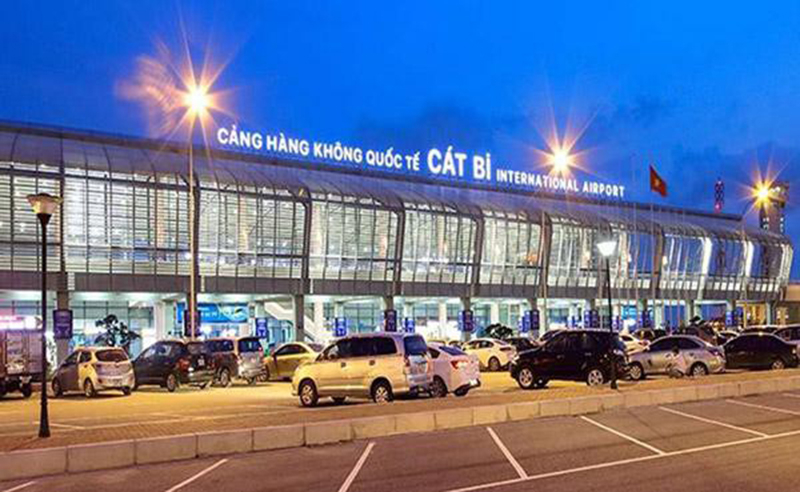 CẢNG HÀNG KHÔNG QUỐC TẾ CÁT BI INTERNATIONAL AIRPORT